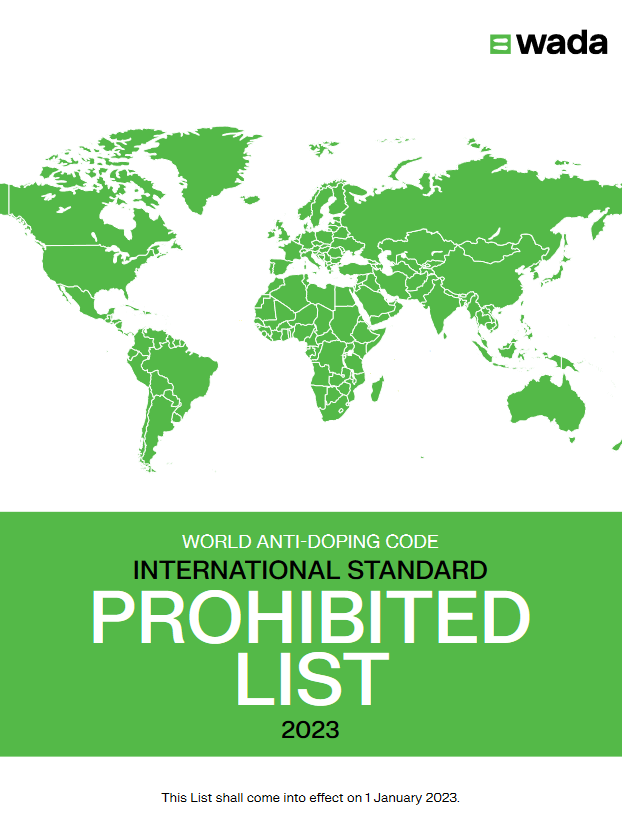 wada
WORLD ANTI-DOPING CODE
INTERNATIONAL STANDARD
PROHIBITED
LIST
2023
This List shall come into effect on 1 January 2023.